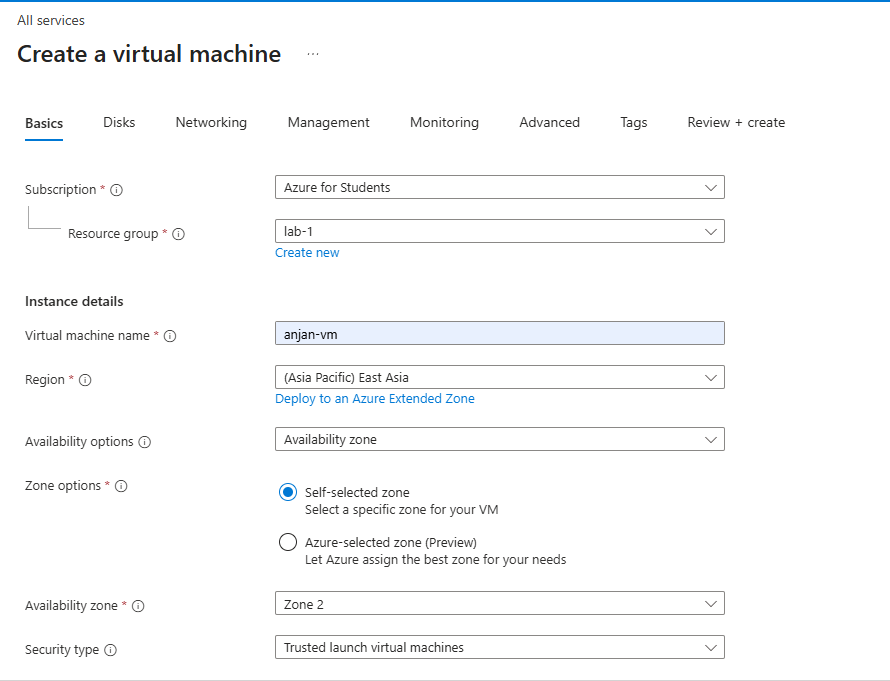 All services
Create a virtual machine ...
Basics Disks Networking Management Monitoring Advanced Tags Review + create
Subscription * Azure for Students
Resource group * lab-1
Create new
Instance details
Virtual machine name * anjan-vm
Region * (Asia Pacific) East Asia
Deploy to an Azure Extended Zone
Availability options Availability zone
Zone options *
Self-selected zone
Select a specific zone for your VM
Azure-selected zone (Preview)
Let Azure assign the best zone for your needs
Availability zone * Zone 2
Security type Trusted launch virtual machines